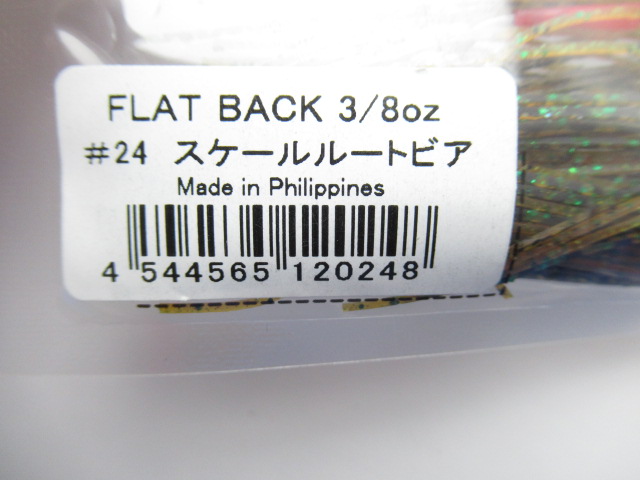 FLAT BACK 3/8oz
#24 スケールルートビア
Made in Philippines
4 544565 120248